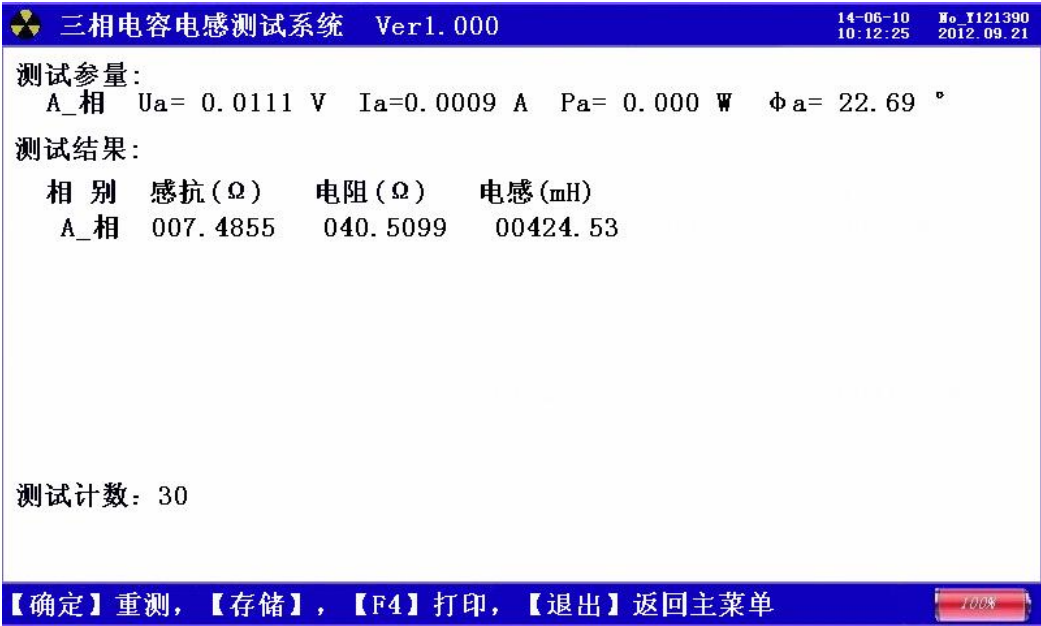 三相电容电感测试系统 Ver1.000 14-06-10 10:12:25 No_Y121390 2012.09.21
测试参量:
A_相 Ua= 0.0111 V Ia=0.0009 A Pa= 0.000 W φa= 22.69 °
测试结果:
相 别 感抗(Ω) 电阻(Ω) 电感(mH)
A_相 007.4855 040.5099 00424.53
测试计数: 30
【确定】重测, 【存储】, 【F4】打印, 【退出】返回主菜单 100%